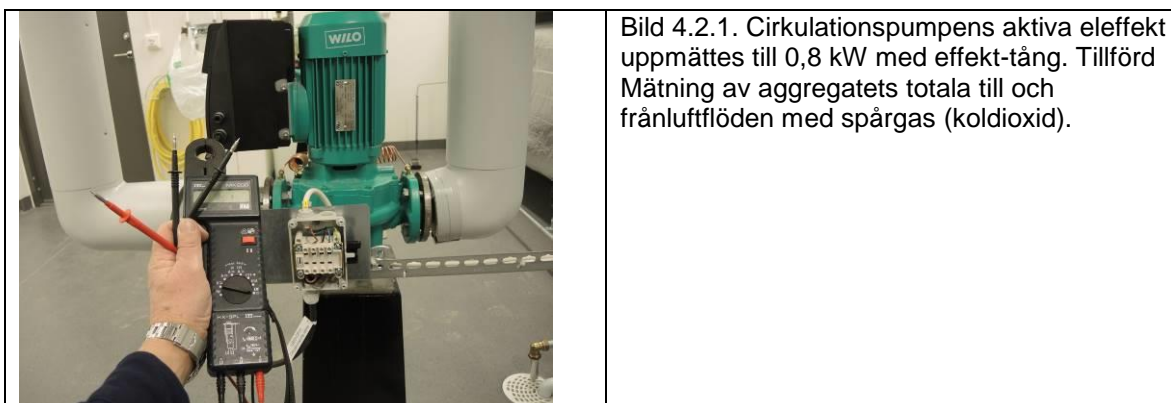 WILO
Bild 4.2.1. Cirkulationspumpens aktiva eleffekt
uppmättes till 0,8 kW med effekt-tång. Tillförd
Mätning av aggregatets totala till och
frånluftflöden med spårgas (koldioxid).